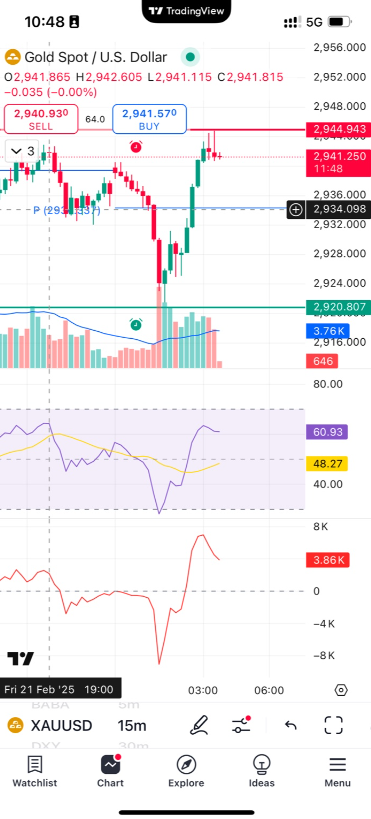 TradingView
10:48
5G
Gold Spot / U.S. Dollar
O2,941.865 H2,942.605 L2,941.115 C2,941.815
−0.035 (−0.00%)
2,940.930
SELL
64.0
2,941.570
BUY
3
2,956.000
2,952.000
2,948.000
2,944.943
2,941.250
11:48
2,936.000
2,934.098
2,932.000
2,928.000
2,924.000
2,920.807
3.76K
2,916.000
646
80.00
60.93
48.27
40.00
8K
3.86K
0
−4K
−8K
Fri 21 Feb '25 19:00
03:00
06:00
BABA 5m
XAUUSD 15m
DXY 30m
Watchlist
Chart
Explore
Ideas
Menu